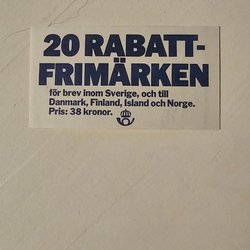 20 RABATT-
FRIMÄRKEN
för brev inom Sverige, och till
Danmark, Finland, Island och Norge.
Pris: 38 kronor.